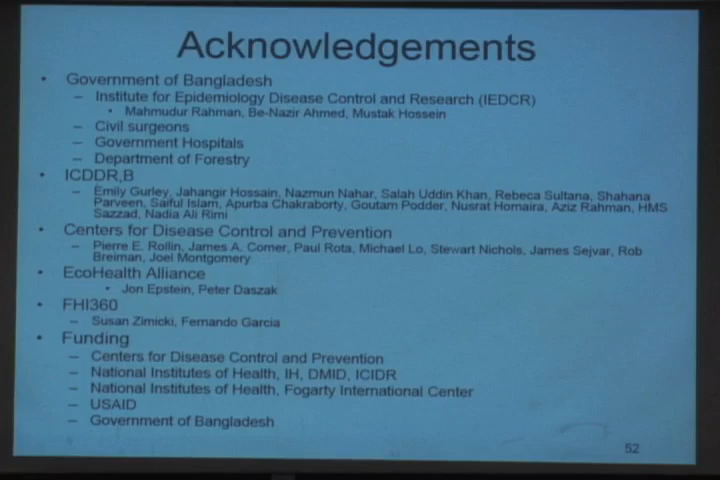 Acknowledgements
• Government of Bangladesh
– Institute for Epidemiology Disease Control and Research (IEDCR)
• Mahmudur Rahman, Be-Nazir Ahmed, Mustak Hossein
– Civil surgeons
– Government Hospitals
– Department of Forestry
• ICDDR,B
– Emily Gurley, Jahangir Hossain, Nazmun Nahar, Salah Uddin Khan, Rebeca Sultana, Shahana
Parveen, Saiful Islam, Apurba Chakraborty, Goutam Podder, Nusrat Homaira, Aziz Rahman, HMS
Sazzad, Nadia Ali Rimi
• Centers for Disease Control and Prevention
– Pierre E. Rollin, James A. Comer, Paul Rota, Michael Lo, Stewart Nichols, James Sejvar, Rob
Breiman, Joel Montgomery
• EcoHealth Alliance
• Jon Epstein, Peter Daszak
• FHI360
– Susan Zimicki, Fernando Garcia
• Funding
– Centers for Disease Control and Prevention
– National Institutes of Health, IH, DMID, ICIDR
– National Institutes of Health, Fogarty International Center
– USAID
– Government of Bangladesh
52